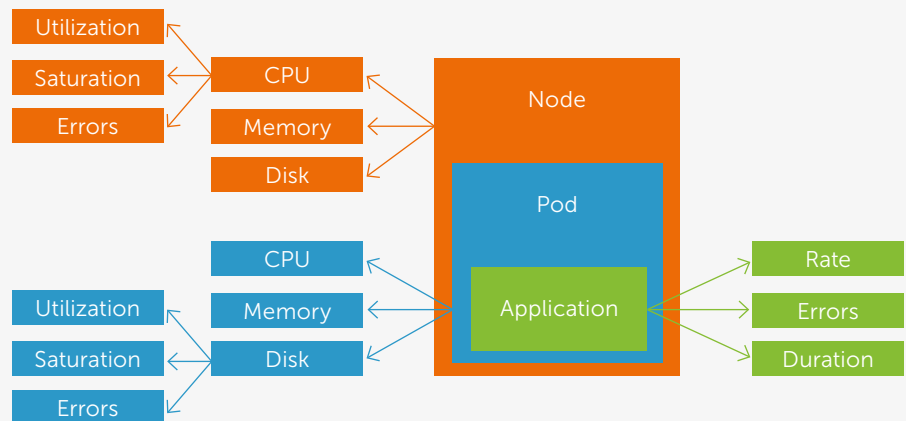 Utilization
Saturation
Errors
CPU
Memory
Disk
Node
Pod
Application
CPU
Memory
Disk
Utilization
Saturation
Errors
Rate
Errors
Duration